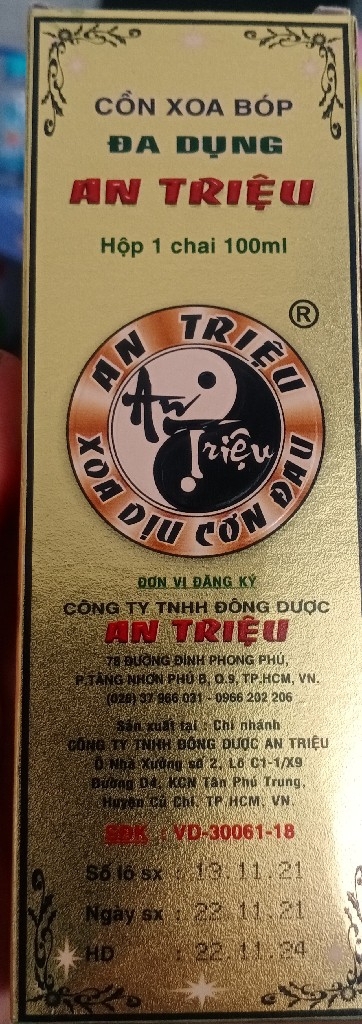 CỒN XOA BÓP
ĐA DỤNG
AN TRIỆU
Hộp 1 chai 100ml
®
AN TRIỆU
An
Triệu
XOA DỊU CƠN ĐAU
ĐƠN VỊ ĐĂNG KÝ
CÔNG TY TNHH ĐÔNG DƯỢC
AN TRIỆU
78 ĐƯỜNG ĐÌNH PHONG PHÚ,
P.TĂNG NHƠN PHÚ B, Q.9, TP.HCM, VN.
(028) 37 966 031 - 0966 202 206
Sản xuất tại : Chi nhánh
CÔNG TY TNHH ĐÔNG DƯỢC AN TRIỆU
Ô Nhà Xưởng số 2, Lô C1-1/X9
Đường D4, KCN Tân Phú Trung,
Huyện Củ Chi, TP.HCM, VN.
SĐK : VD-30061-18
Số lô sx : 19.11.21
Ngày sx : 22.11.21
HD : 22.11.24